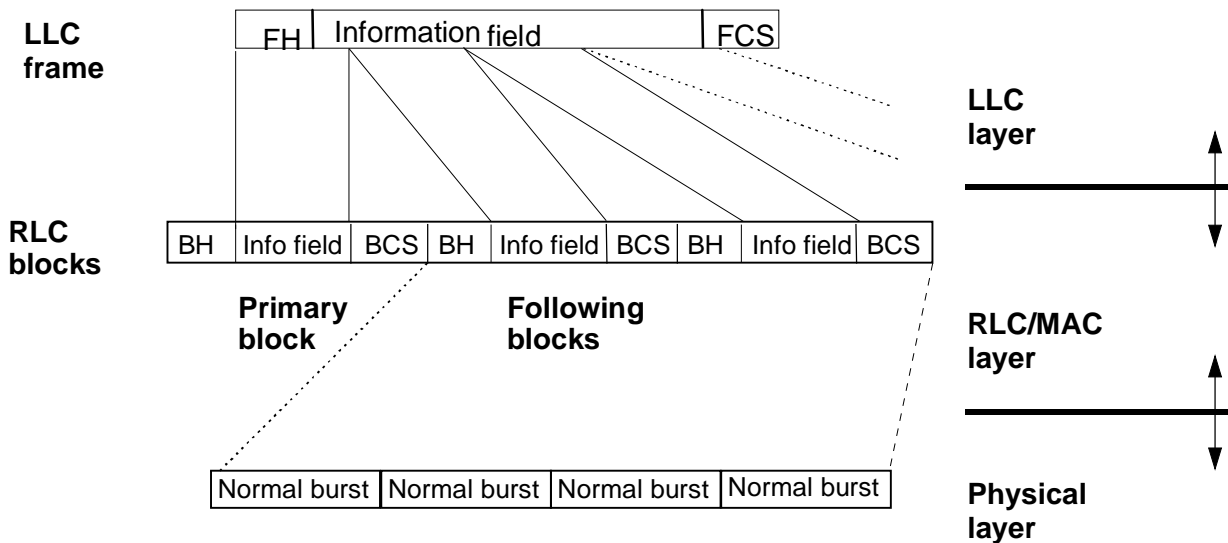 LLC
frame
FH Information field FCS
LLC
layer
RLC
blocks
BH Info field BCS BH Info field BCS BH Info field BCS
Primary
block
Following
blocks
RLC/MAC
layer
Normal burst Normal burst Normal burst Normal burst
Physical
layer